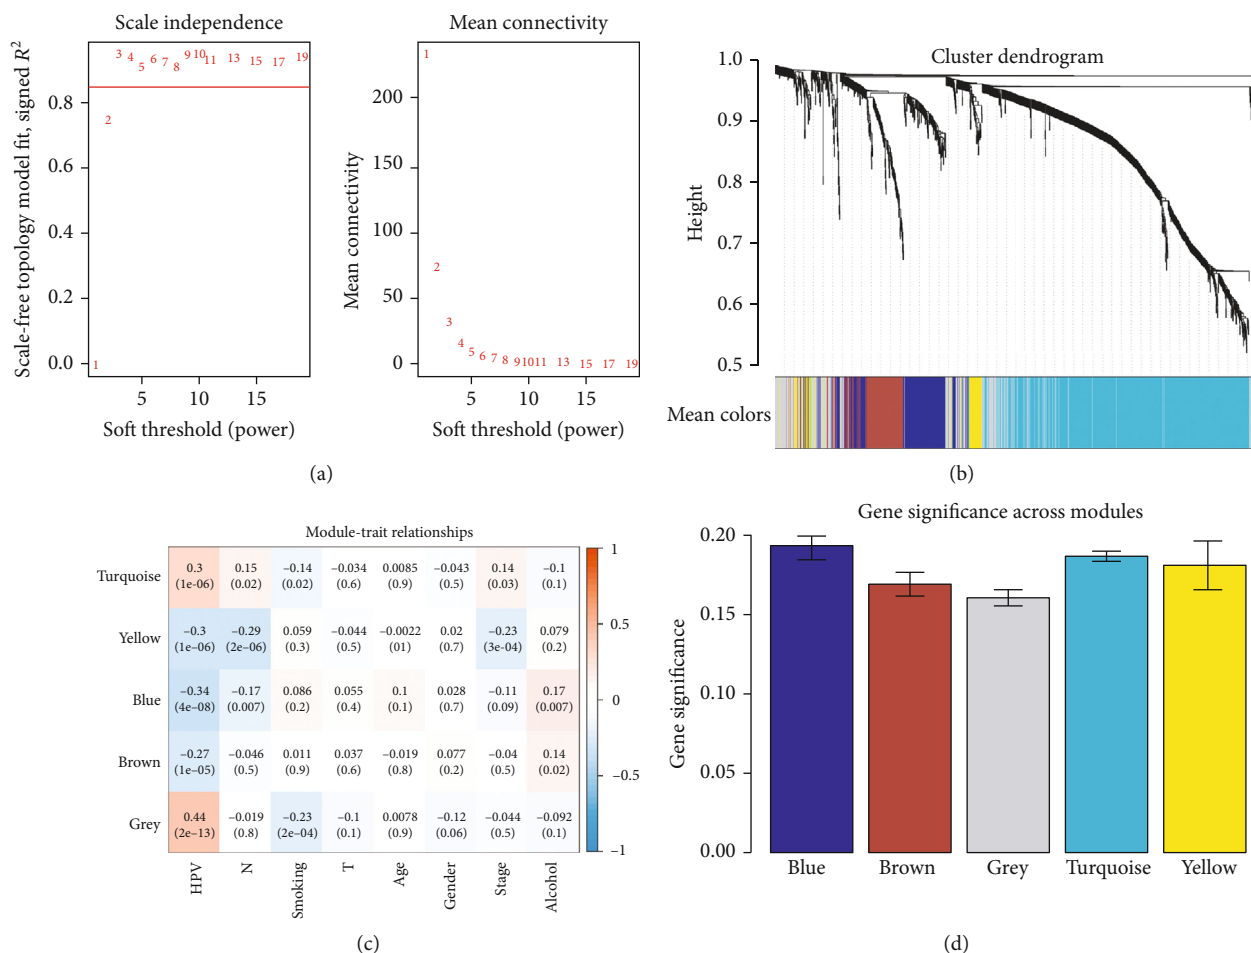 Scale independence
Scale-free topology model fit, signed R²
0.8
0.6
0.4
0.2
0.0
1
2
3 4 5 6 7 8 9 10 11 13 15 17 19
5 10 15
Soft threshold (power)
Mean connectivity
Mean connectivity
200
150
100
50
0
1
2
3
4 5 6 7 8 9 10 11 13 15 17 19
5 10 15
Soft threshold (power)
(a)
Cluster dendrogram
Height
1.0
0.9
0.8
0.7
0.6
0.5
Mean colors
(b)
Module-trait relationships
Turquoise
0.3 0.15 −0.14 −0.034 0.0085 −0.043 0.14 −0.1
(1e-06) (0.02) (0.02) (0.6) (0.9) (0.5) (0.03) (0.1)
Yellow
−0.3 −0.29 0.059 −0.044 −0.0022 0.02 −0.23 0.079
(1e−06) (2e−06) (0.3) (0.5) (01) (0.7) (3e−04) (0.2)
Blue
−0.34 −0.17 0.086 0.055 0.1 0.028 −0.11 0.17
(4e−08) (0.007) (0.2) (0.4) (0.1) (0.7) (0.09) (0.007)
Brown
−0.27 −0.046 0.011 0.037 −0.019 0.077 −0.04 0.14
(1e−05) (0.5) (0.9) (0.6) (0.8) (0.2) (0.5) (0.02)
Grey
0.44 −0.019 −0.23 −0.1 0.0078 −0.12 −0.044 −0.092
(2e−13) (0.8) (2e−04) (0.1) (0.9) (0.06) (0.5) (0.1)
HPV N Smoking T Age Gender Stage Alcohol
1
0.5
0
−0.5
−1
(c)
Gene significance across modules
Gene significance
0.20
0.15
0.10
0.05
0.00
Blue Brown Grey Turquoise Yellow
(d)